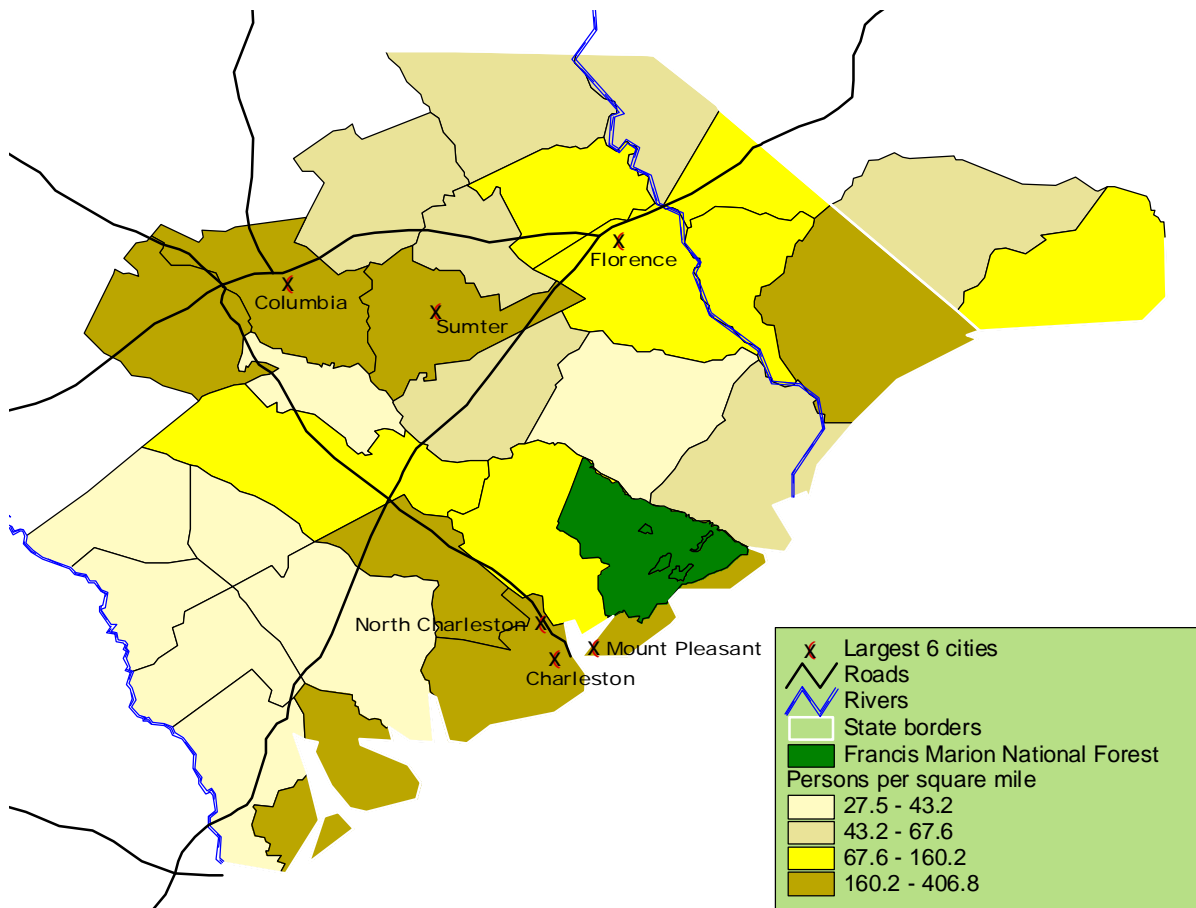 Florence
Columbia
Sumter
North Charleston
Mount Pleasant
Charleston
Largest 6 cities
Roads
Rivers
State borders
Francis Marion National Forest
Persons per square mile
27.5 - 43.2
43.2 - 67.6
67.6 - 160.2
160.2 - 406.8